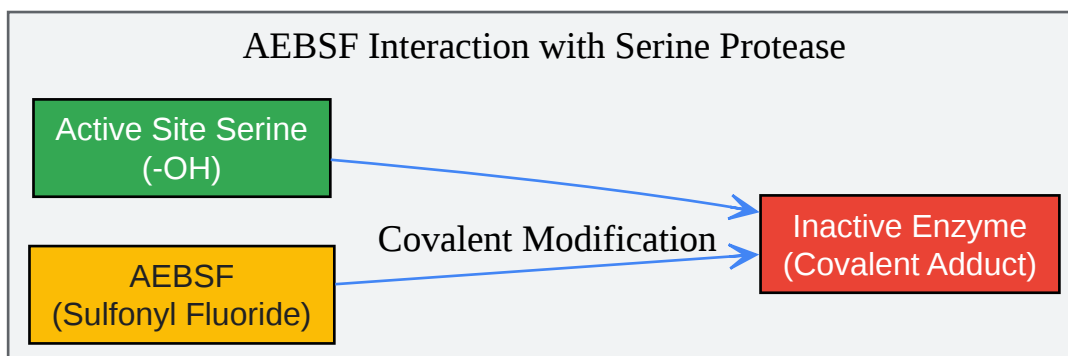 AEBSF Interaction with Serine Protease
Active Site Serine
(-OH)
Covalent Modification
AEBSF
(Sulfonyl Fluoride)
Inactive Enzyme
(Covalent Adduct)